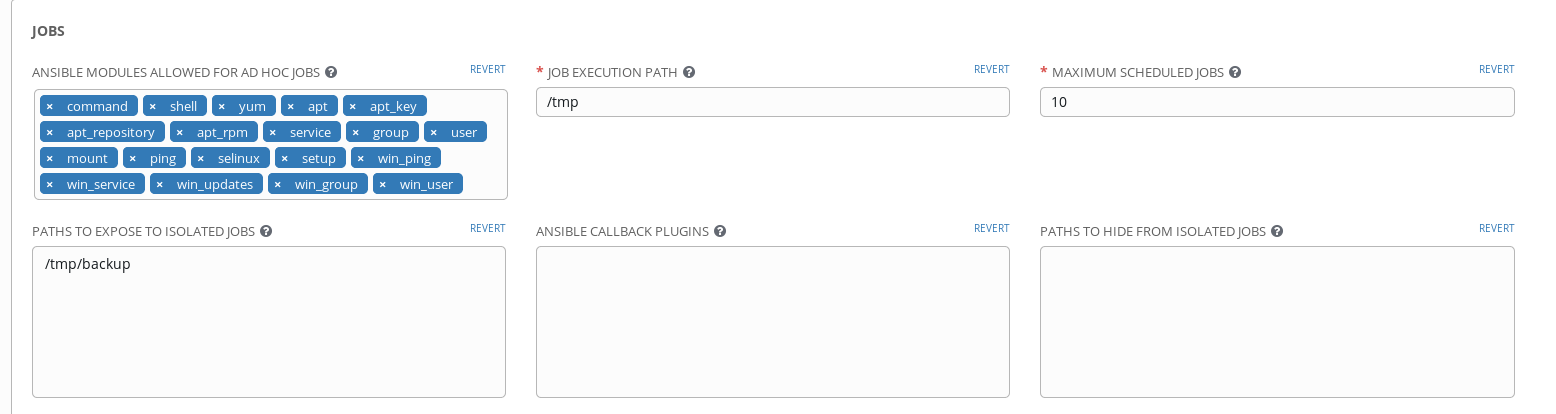 JOBS
ANSIBLE MODULES ALLOWED FOR AD HOC JOBS ? REVERT
× command × shell × yum × apt × apt_key
× apt_repository × apt_rpm × service × group × user
× mount × ping × selinux × setup × win_ping
× win_service × win_updates × win_group × win_user
* JOB EXECUTION PATH ? REVERT
/tmp
* MAXIMUM SCHEDULED JOBS ? REVERT
10
PATHS TO EXPOSE TO ISOLATED JOBS ? REVERT
/tmp/backup
ANSIBLE CALLBACK PLUGINS ? REVERT
PATHS TO HIDE FROM ISOLATED JOBS ? REVERT